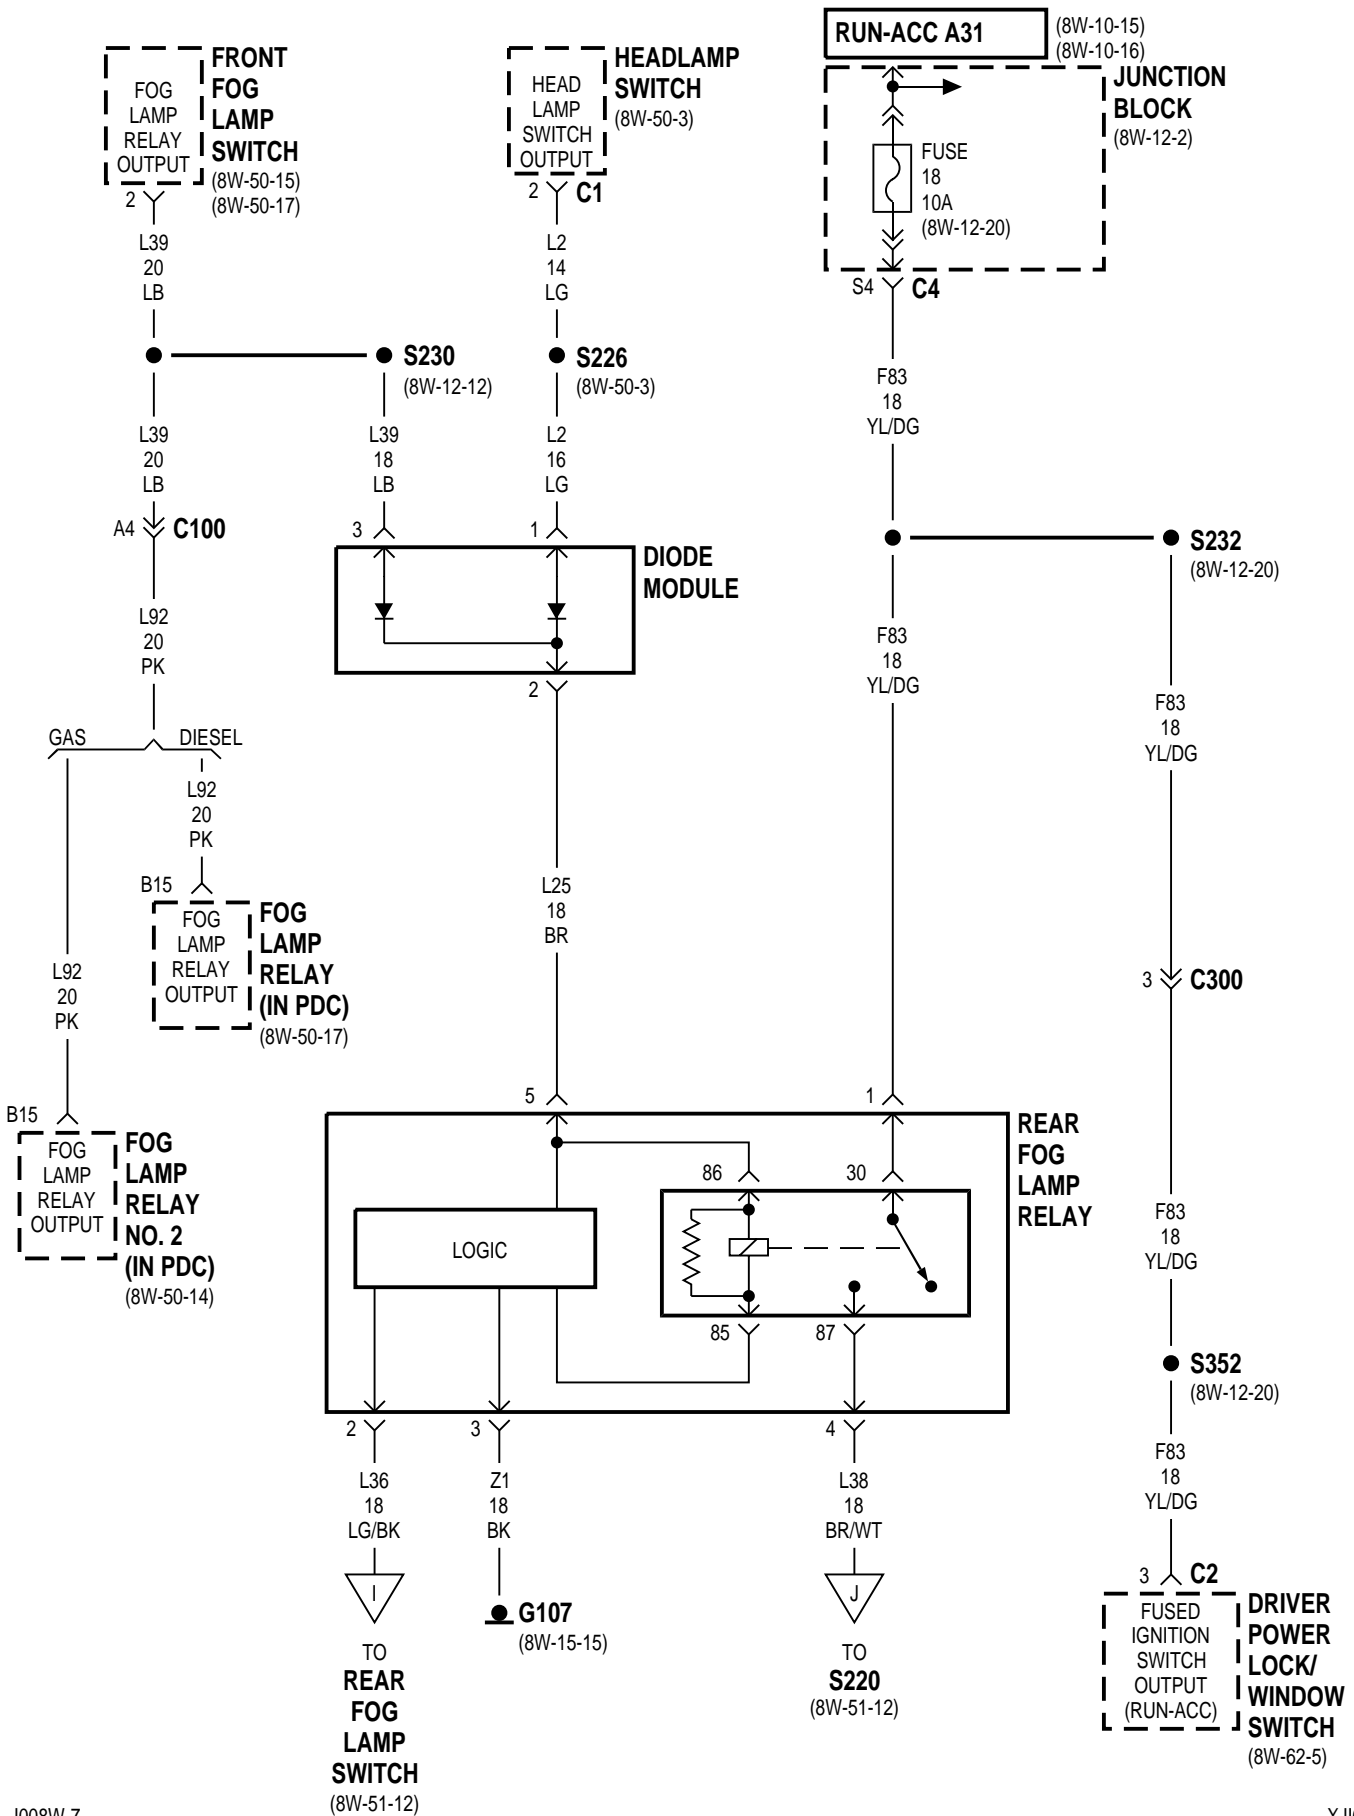 RUN-ACC A31
(8W-10-15)
(8W-10-16)
FRONT
FOG
LAMP
SWITCH
(8W-50-15)
(8W-50-17)
FOG
LAMP
RELAY
OUTPUT
2
HEADLAMP
SWITCH
(8W-50-3)
HEAD
LAMP
SWITCH
OUTPUT
2
C1
JUNCTION
BLOCK
(8W-12-2)
FUSE
18
10A
(8W-12-20)
S4
C4
L39
20
LB
L2
14
LG
S230
(8W-12-12)
S226
(8W-50-3)
F83
18
YL/DG
L39
20
LB
L39
18
LB
L2
16
LG
A4
C100
3
1
DIODE
MODULE
2
S232
(8W-12-20)
L92
20
PK
F83
18
YL/DG
F83
18
YL/DG
GAS
DIESEL
L92
20
PK
B15
FOG
LAMP
RELAY
OUTPUT
FOG
LAMP
RELAY
(IN PDC)
(8W-50-17)
L25
18
BR
L92
20
PK
3
C300
B15
FOG
LAMP
RELAY
OUTPUT
FOG
LAMP
RELAY
NO. 2
(IN PDC)
(8W-50-14)
5
1
REAR
FOG
LAMP
RELAY
86
30
LOGIC
85
87
F83
18
YL/DG
S352
(8W-12-20)
2
3
4
L36
18
LG/BK
Z1
18
BK
L38
18
BR/WT
F83
18
YL/DG
I
TO
REAR
FOG
LAMP
SWITCH
(8W-51-12)
G107
(8W-15-15)
J
TO
S220
(8W-51-12)
3
C2
FUSED
IGNITION
SWITCH
OUTPUT
(RUN-ACC)
DRIVER
POWER
LOCK/
WINDOW
SWITCH
(8W-62-5)